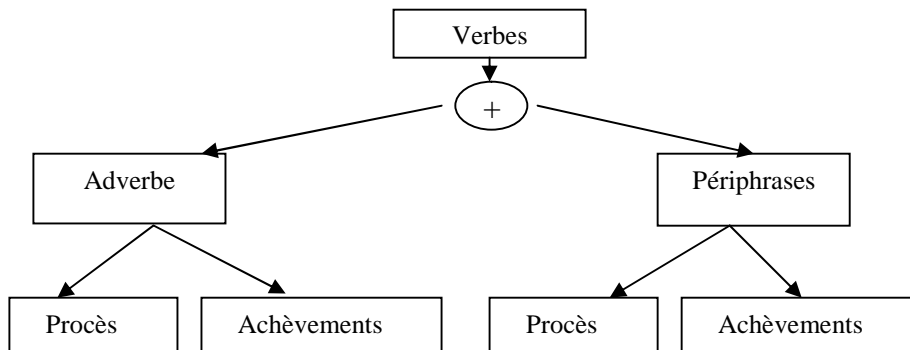 Verbes
+
Adverbe
Périphrases
Procès
Achèvements
Procès
Achèvements